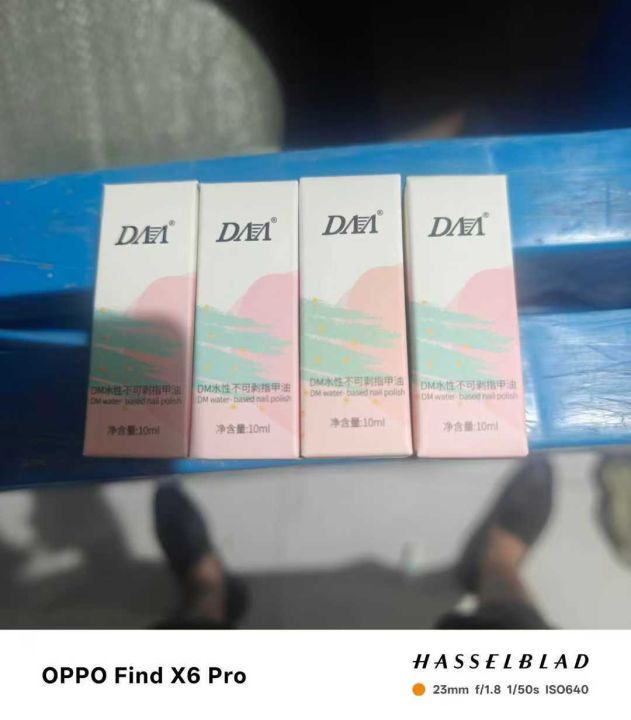 DM®
DM®
DM®
DM®
DM水性不可剥指甲油
DM water-based nail polish
净含量:10ml
DM水性不可剥指甲油
DM water-based nail polish
净含量:10ml
DM水性不可剥指甲油
DM water-based nail polish
净含量:10ml
DM水性不可剥指甲油
DM water-based nail polish
净含量:10ml
OPPO Find X6 Pro
HASSELBLAD
23mm f/1.8 1/50s ISO640